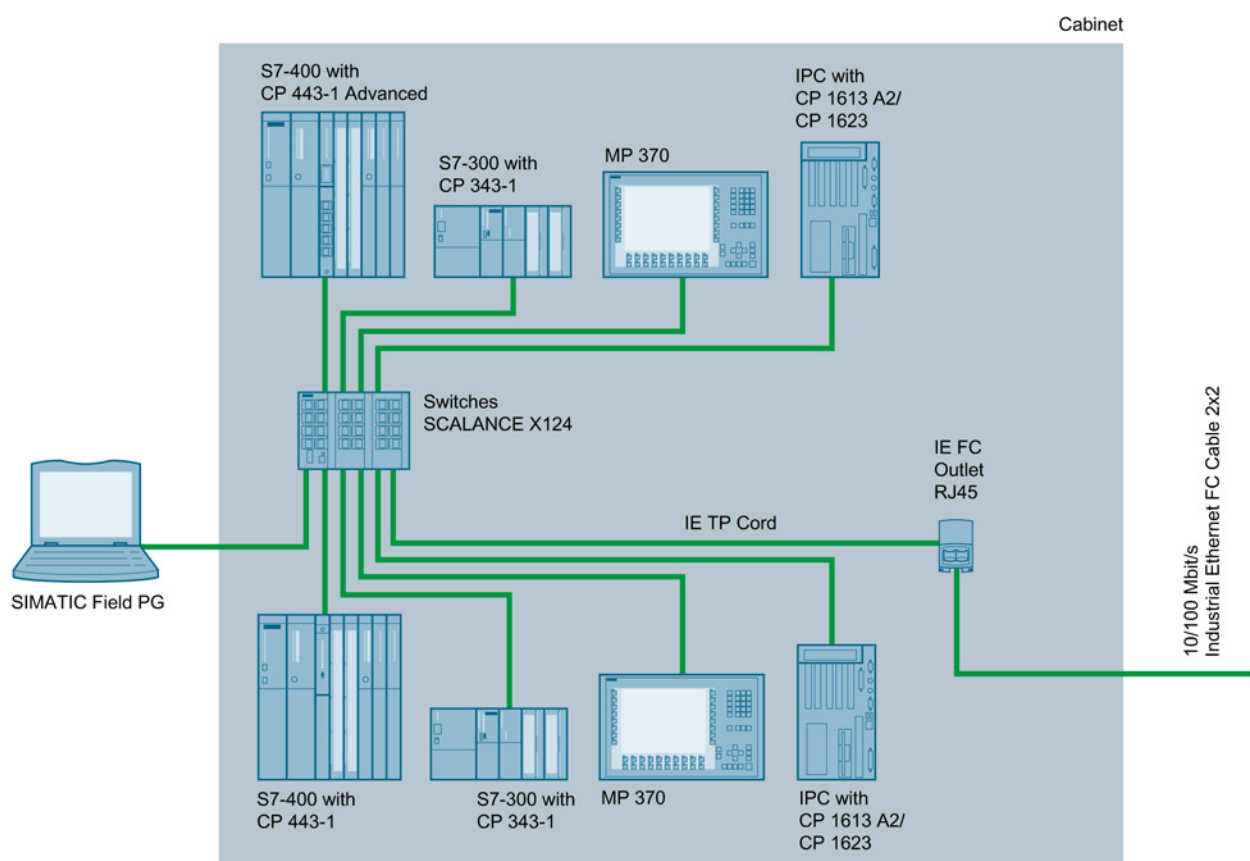 Cabinet
S7-400 with
CP 443-1 Advanced
IPC with
CP 1613 A2/
CP 1623
S7-300 with
CP 343-1
MP 370
Switches
SCALANCE X124
IE FC
Outlet
RJ45
IE TP Cord
SIMATIC Field PG
10/100 Mbit/s
Industrial Ethernet FC Cable 2x2
S7-400 with
CP 443-1
S7-300 with
CP 343-1
MP 370
IPC with
CP 1613 A2/
CP 1623